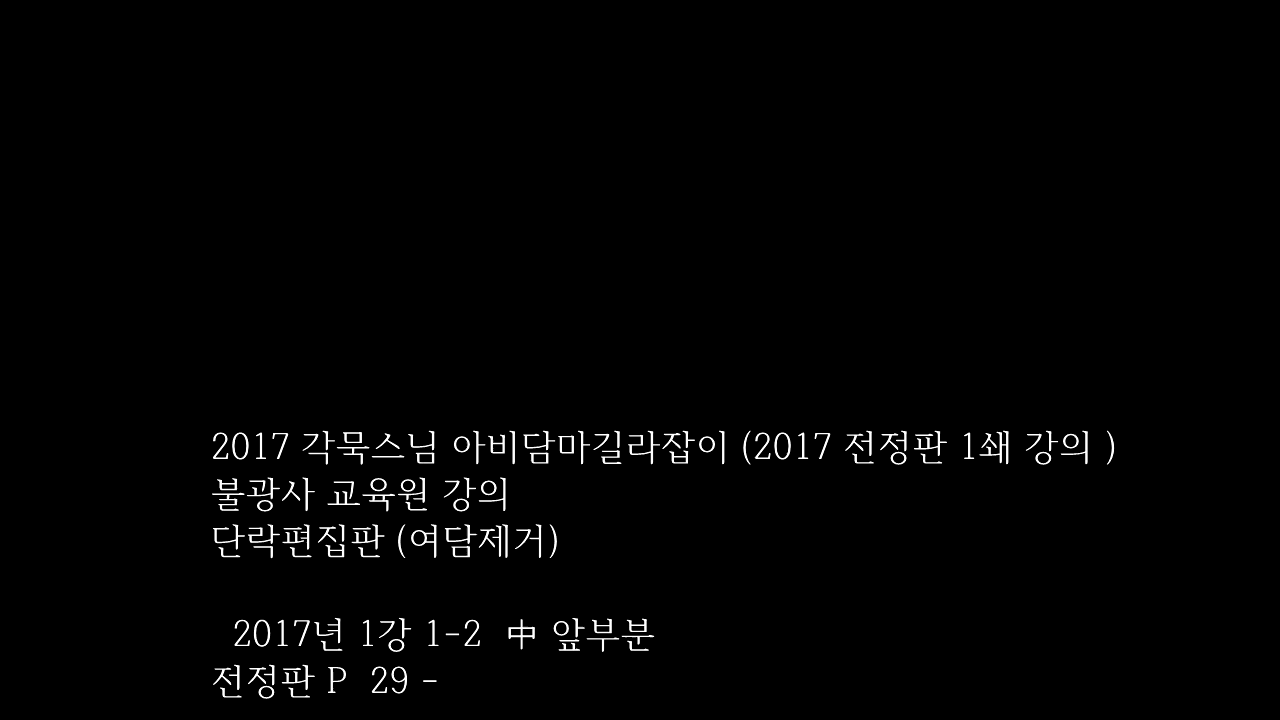 2017 각묵스님 아비담마길라잡이 (2017 전정판 1쇄 강의 )
불광사 교육원 강의
단락편집판 (여담제거)
2017년 1강 1-2 中 앞부분
전정판 P 29 -